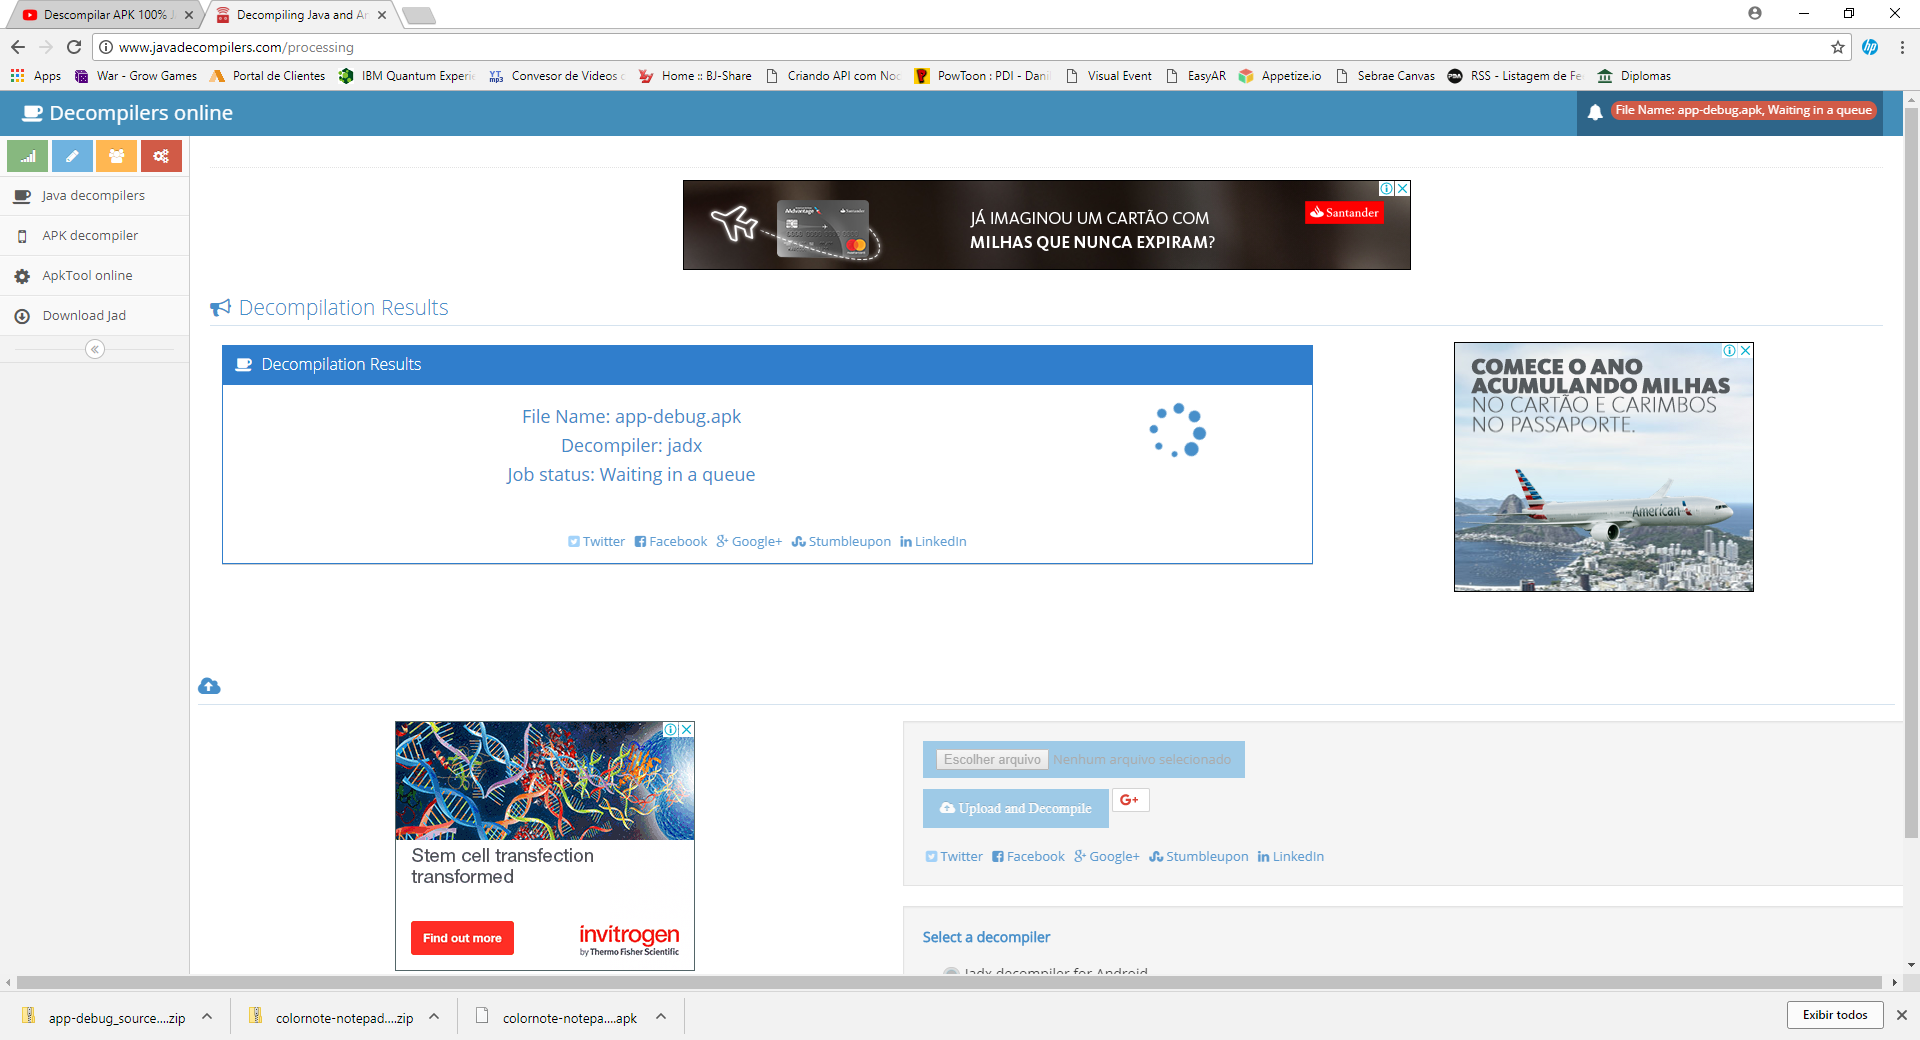 Descompilar APK 100% J
Decompiling Java and An
www.javadecompilers.com/processing
Apps
War - Grow Games
Portal de Clientes
IBM Quantum Experie
Convesor de Videos
Home :: BJ-Share
Criando API com Nod
PowToon : PDI - Dani
Visual Event
EasyAR
Appetize.io
Sebrae Canvas
RSS - Listagem de Fe
Diplomas
Decompilers online
File Name: app-debug.apk, Waiting in a queue
Java decompilers
APK decompiler
ApkTool online
Download Jad
JÁ IMAGINOU UM CARTÃO COM
MILHAS QUE NUNCA EXPIRAM?
Santander
Decompilation Results
Decompilation Results
File Name: app-debug.apk
Decompiler: jadx
Job status: Waiting in a queue
Twitter Facebook Google+ Stumbleupon LinkedIn
COMECE O ANO
ACUMULANDO MILHAS
NO CARTÃO E CARIMBOS
NO PASSAPORTE.
American
Escolher arquivo Nenhum arquivo selecionado
Upload and Decompile
G+
Twitter Facebook Google+ Stumbleupon LinkedIn
Stem cell transfection
transformed
Find out more
invitrogen
by Thermo Fisher Scientific
Select a decompiler
Jadx decompiler for Android
app-debug_source....zip
colornote-notepad....zip
colornote-notepa....apk
Exibir todos